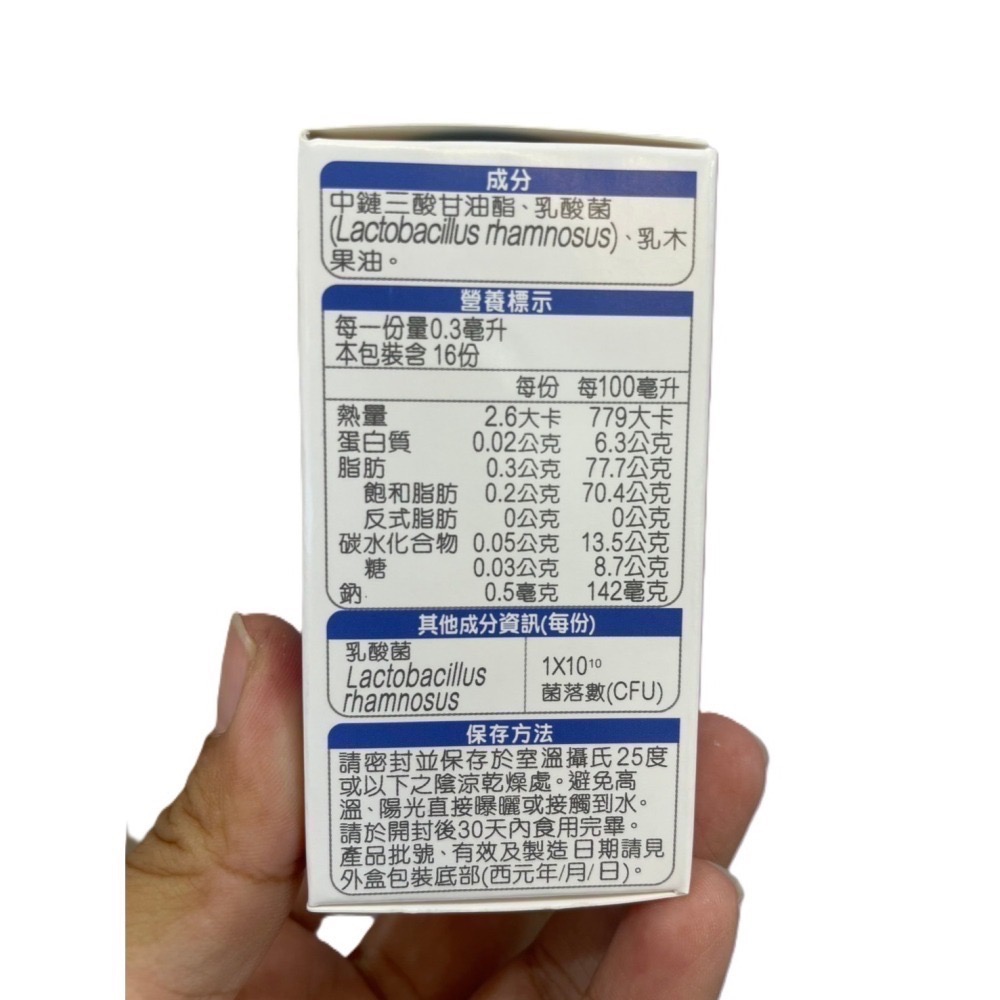 成分
中鏈三酸甘油酯、乳酸菌
(Lactobacillus rhamnosus)、乳木
果油。
營養標示
每一份量0.3毫升
本包裝含 16份
每份 每100毫升
熱量 2.6大卡 779大卡
蛋白質 0.02公克 6.3公克
脂肪 0.3公克 77.7公克
飽和脂肪 0.2公克 70.4公克
反式脂肪 0公克 0公克
碳水化合物 0.05公克 13.5公克
糖 0.03公克 8.7公克
鈉 0.5毫克 142毫克
其他成分資訊(每份)
乳酸菌
Lactobacillus
rhamnosus
1X10¹⁰
菌落數(CFU)
保存方法
請密封並保存於室溫攝氏25度
或以下之陰涼乾燥處。避免高
溫、陽光直接曝曬或接觸到水。
請於開封後30天內食用完畢。
產品批號、有效及製造日期請見
外盒包裝底部(西元年/月/日)。